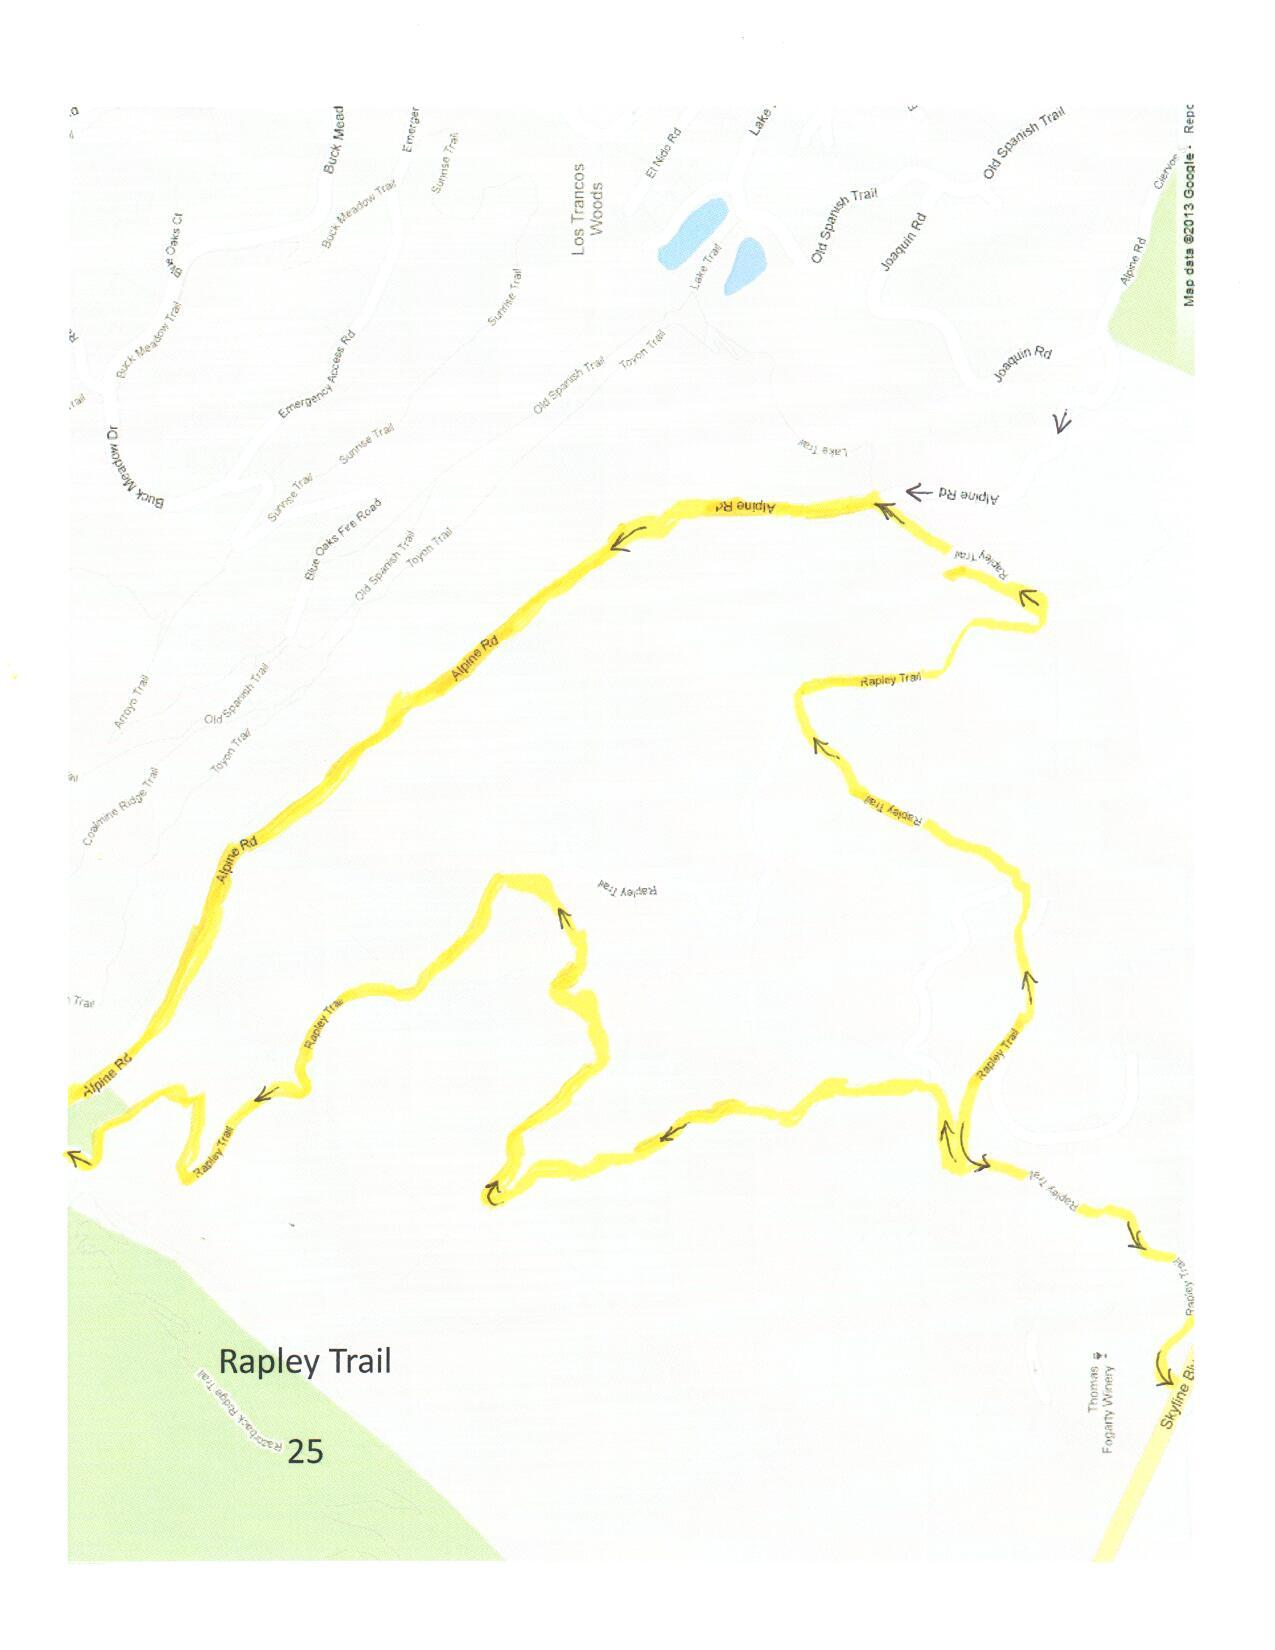 Buck Mead
Emerger
Sunrise Trail
Buck Meadow Trail
Blue Oaks Ct
Los Trancos
Woods
El Nido Rd
Lake
Old Spanish Trail
Old Spanish Trail
Joaquin Rd
Lake Trail
Alpine Rd
Map data ©2013 Google - Repo
Buck Meadow Trail
Sunrise Trail
Emergency Access Rd
Old Spanish Trail
Toyon Trail
Joaquin Rd
Buck Meadow Dr
Buck
Sunrise Trail
Sunrise Trail
Lake Trail
Alpine Rd
Alpine Rd
Blue Oaks Fire Road
Old Spanish Trail
Toyon Trail
Rapley Trail
Alpine Rd
Rapley Trail
Arroyo Trail
Old Spanish Trail
Toyon Trail
Coalmine Ridge Trail
Rapley Trail
Alpine Rd
Rapley Trail
Trail
Rapley Trail
Rapley Trail
Alpine Rd
Rapley Trail
Rapley Trail
Rapley Trail
Thomas
Fogarty Winery
Skyline Blv
Rapley Trail
Razorback Ridge Trail
25